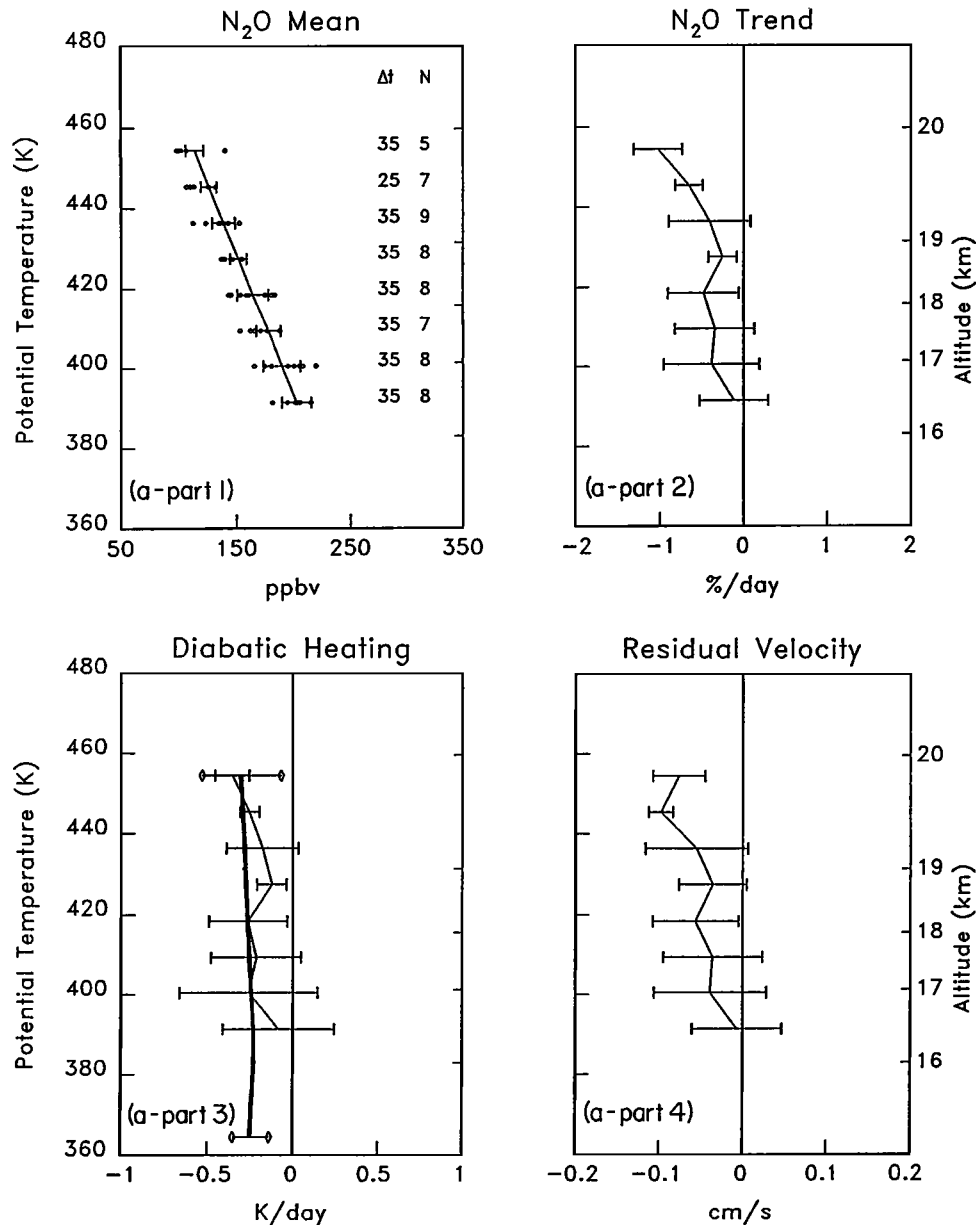 N₂O Mean
480
460
440
420
400
380
360
Potential Temperature (K)
Δt N
35 5
25 7
35 9
35 8
35 8
35 7
35 8
35 8
(a-part 1)
50 150 250 350
ppbv
N₂O Trend
20
19
18
17
16
Altitude (km)
(a-part 2)
-2 -1 0 1 2
%/day
Diabatic Heating
480
460
440
420
400
380
360
Potential Temperature (K)
(a-part 3)
-1 -0.5 0 0.5 1
K/day
Residual Velocity
20
19
18
17
16
Altitude (km)
(a-part 4)
-0.2 -0.1 0 0.1 0.2
cm/s